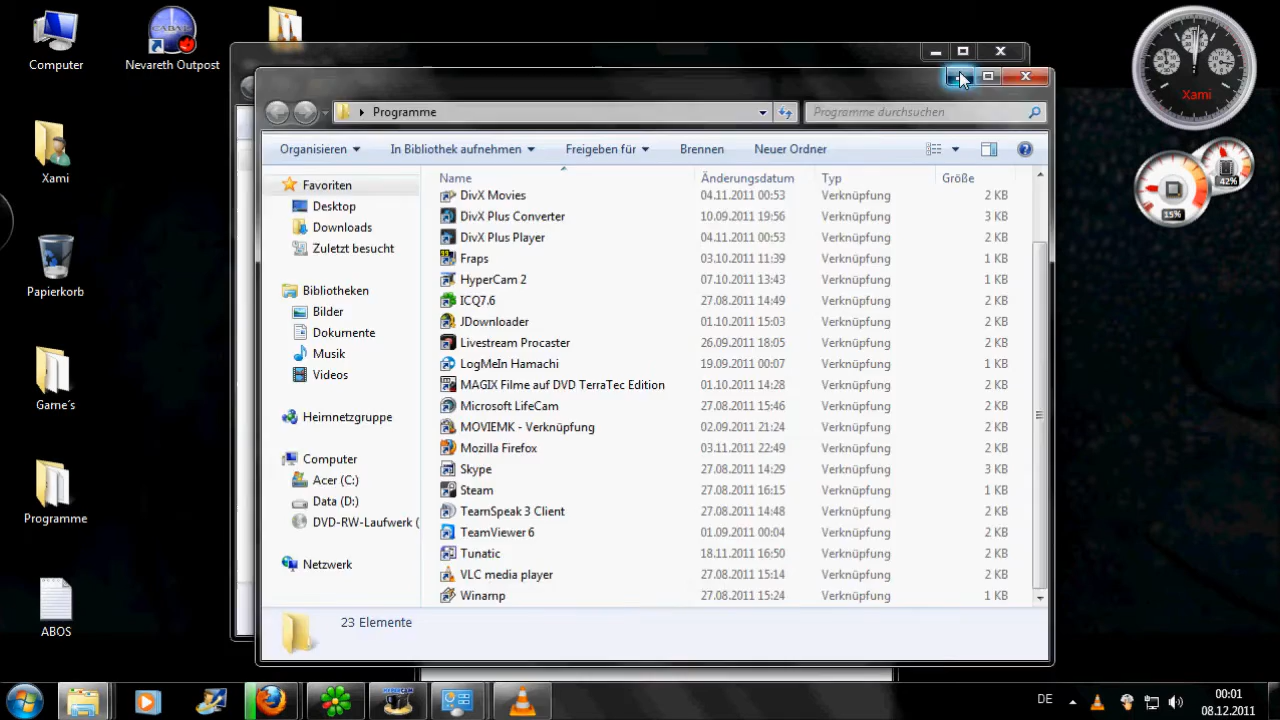 Computer
Nevareth Outpost
CABAL
Xami
42%
15%
Programme
Programme durchsuchen
Organisieren
In Bibliothek aufnehmen
Freigeben für
Brennen
Neuer Ordner
Favoriten
Desktop
Downloads
Zuletzt besucht
Bibliotheken
Bilder
Dokumente
Musik
Videos
Heimnetzgruppe
Computer
Acer (C:)
Data (D:)
DVD-RW-Laufwerk (
Netzwerk
Name Änderungsdatum Typ Größe
DivX Movies 04.11.2011 00:53 Verknüpfung 2 KB
DivX Plus Converter 10.09.2011 19:56 Verknüpfung 3 KB
DivX Plus Player 04.11.2011 00:53 Verknüpfung 2 KB
Fraps 03.10.2011 11:39 Verknüpfung 1 KB
HyperCam 2 07.10.2011 13:43 Verknüpfung 1 KB
ICQ7.6 27.08.2011 14:49 Verknüpfung 2 KB
JDownloader 01.10.2011 15:03 Verknüpfung 2 KB
Livestream Procaster 26.09.2011 18:05 Verknüpfung 2 KB
LogMeIn Hamachi 19.09.2011 00:07 Verknüpfung 1 KB
MAGIX Filme auf DVD TerraTec Edition 01.10.2011 14:28 Verknüpfung 2 KB
Microsoft LifeCam 27.08.2011 15:46 Verknüpfung 2 KB
MOVIEMK - Verknüpfung 02.09.2011 21:24 Verknüpfung 2 KB
Mozilla Firefox 03.11.2011 22:49 Verknüpfung 2 KB
Skype 27.08.2011 14:29 Verknüpfung 3 KB
Steam 27.08.2011 16:15 Verknüpfung 1 KB
TeamSpeak 3 Client 27.08.2011 14:48 Verknüpfung 2 KB
TeamViewer 6 01.09.2011 00:04 Verknüpfung 2 KB
Tunatic 18.11.2011 16:50 Verknüpfung 2 KB
VLC media player 27.08.2011 15:14 Verknüpfung 2 KB
Winamp 27.08.2011 15:24 Verknüpfung 1 KB
23 Elemente
Xami
Papierkorb
Game´s
Programme
ABOS
HYPERCAM
DE
00:01
08.12.2011